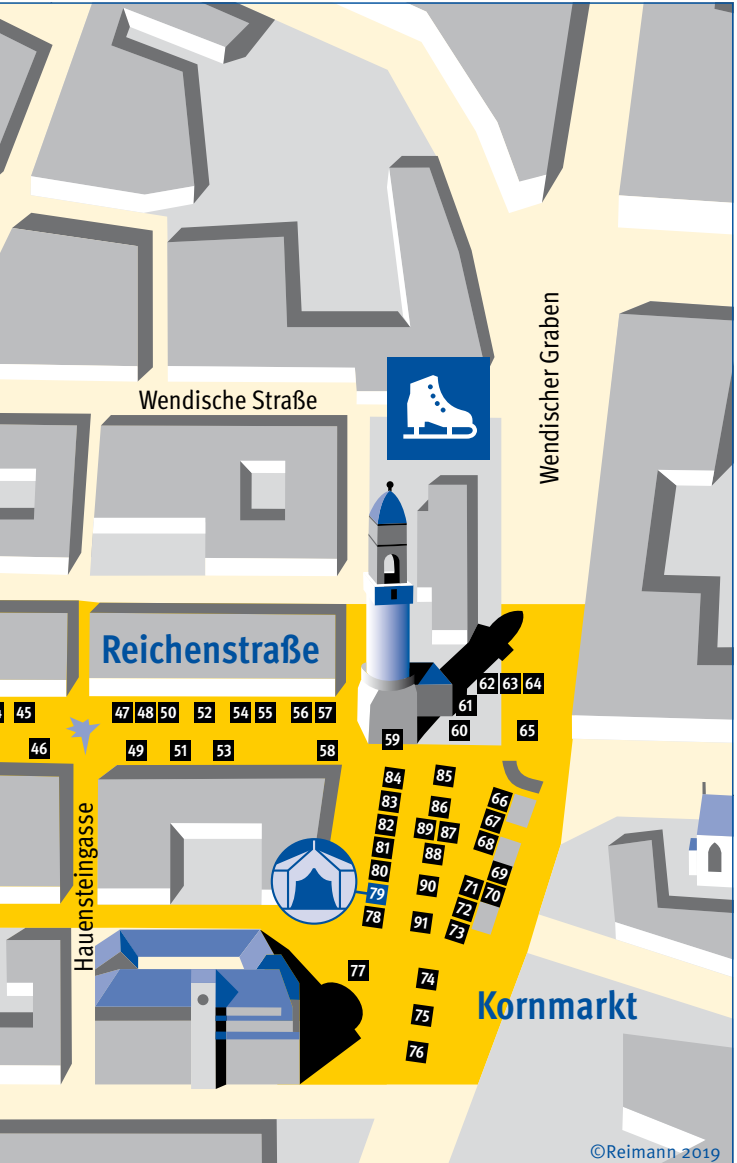 Wendischer Graben
Wendische Straße
Reichenstraße
62 63 64
61
45 47 48 50 52 54 55 56 57
60 65
59
46 49 51 53 58
84 85
83 86 66
82 89 87 67
81 88 68
80 69
79 90 71 70
78 91 72
73
Hauensteingasse
77 74
Kornmarkt
75
76
©Reimann 2019